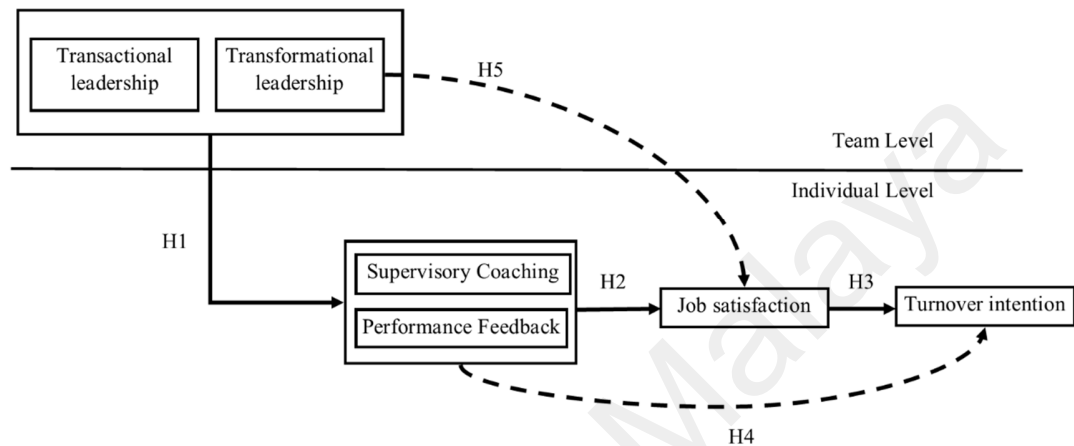 Transactional
leadership
Transformational
leadership
H5
Team Level
Individual Level
H1
Supervisory Coaching
Performance Feedback
H2
Job satisfaction
H3
Turnover intention
H4
Malaya